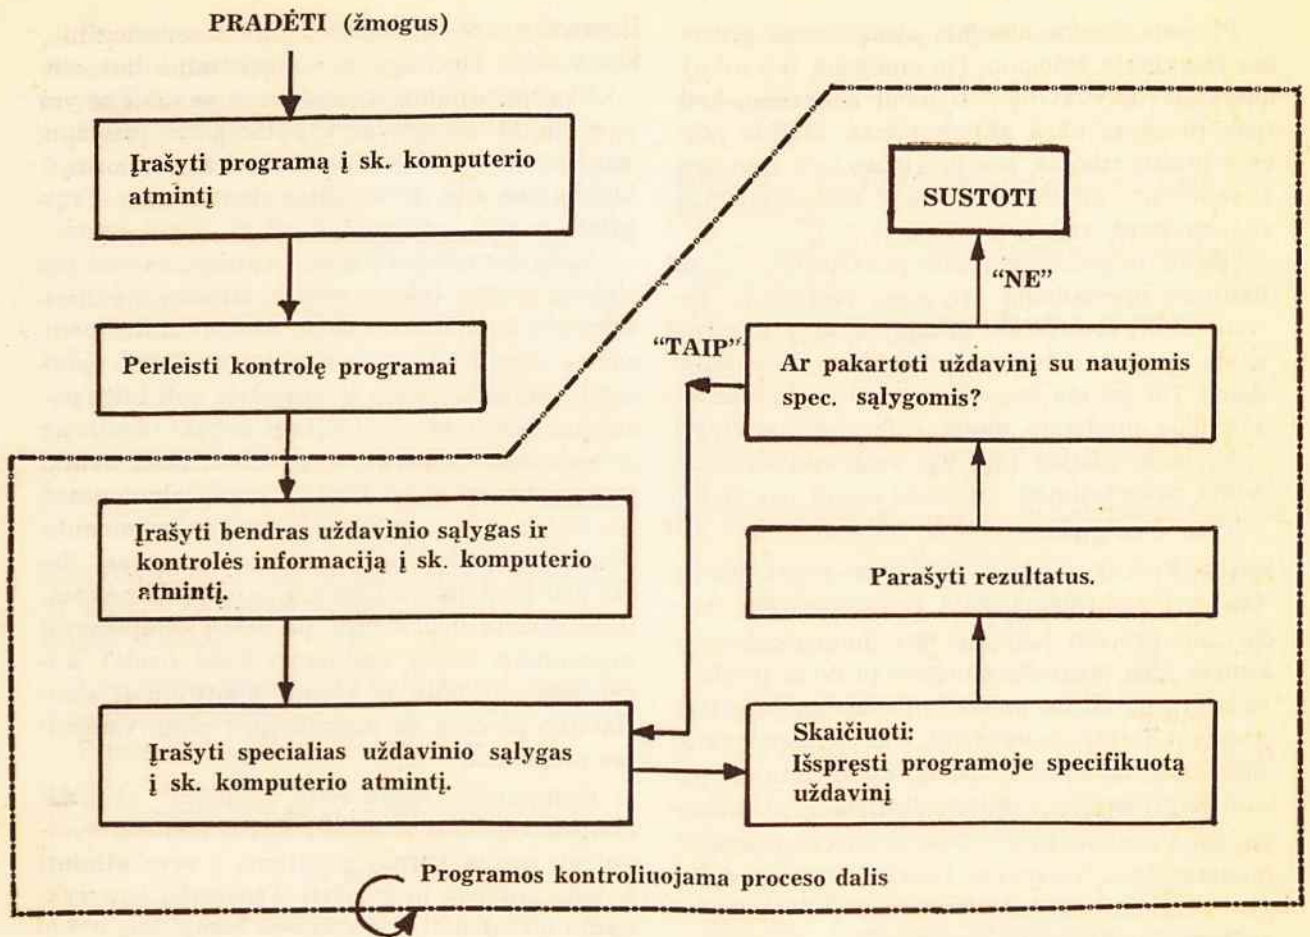 PRADĖTI (žmogus)
Įrašyti programą į sk. komputerio
atmintį
Perleisti kontrolę programai
Įrašyti bendras uždavinio sąlygas ir
kontrolės informaciją į sk. komputerio
atmintį.
Įrašyti specialias uždavinio sąlygas
į sk. komputerio atmintį.
Skaičiuoti:
Išspręsti programoje specifikuotą
uždavinį
Parašyti rezultatus.
Ar pakartoti uždavinį su naujomis
spec. sąlygomis?
“TAIP”
“NE”
SUSTOTI
Programos kontroliuojama proceso dalis